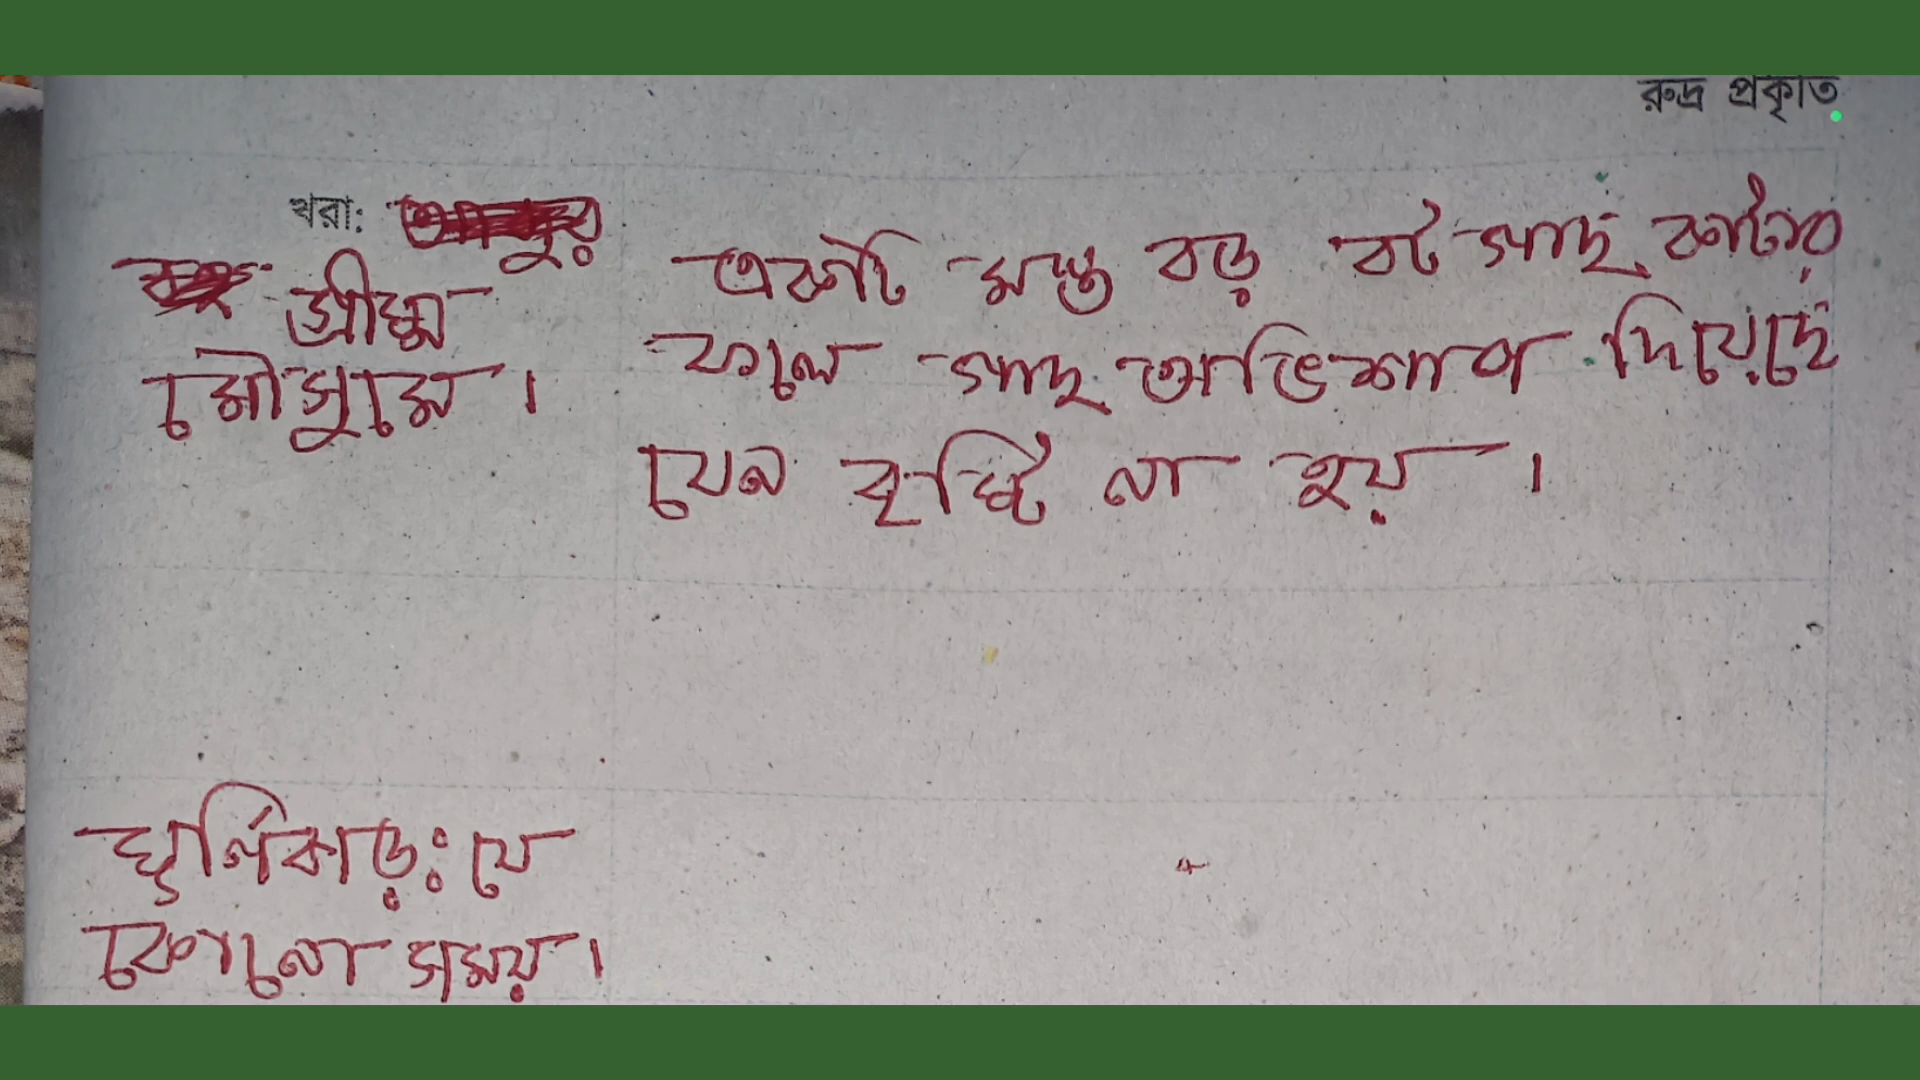 রুদ্র প্রকৃতি
খরা:
গ্রীষ্ম
মৌসুমে।
একটি মস্ত বড় বট গাছ কাটার
ফলে গাছ অভিশাপ দিয়েছে
যেন বৃষ্টি না হয়।
ঘূর্ণিঝড়: যে
কোনো সময়।